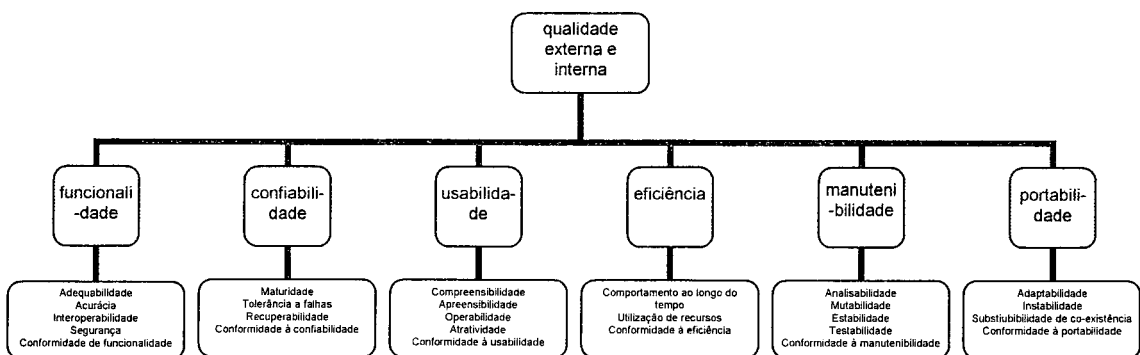 qualidade
externa e
interna
funcionali
-dade
confiabili-
dade
usabilida-
de
eficiência
manuteni
-bilidade
portabili-
dade
Adequabilidade
Acurácia
Interoperabilidade
Segurança
Conformidade de funcionalidade
Maturidade
Tolerância a falhas
Recuperabilidade
Conformidade à confiabilidade
Compreensibilidade
Apreensibilidade
Operabilidade
Atratividade
Conformidade à usabilidade
Comportamento ao longo do
tempo
Utilização de recursos
Conformidade à eficiência
Analisabilidade
Mutabilidade
Estabilidade
Testabilidade
Conformidade à manutenibilidade
Adaptabilidade
Instabilidade
Substiubibilidade de co-existência
Conformidade à portabilidade